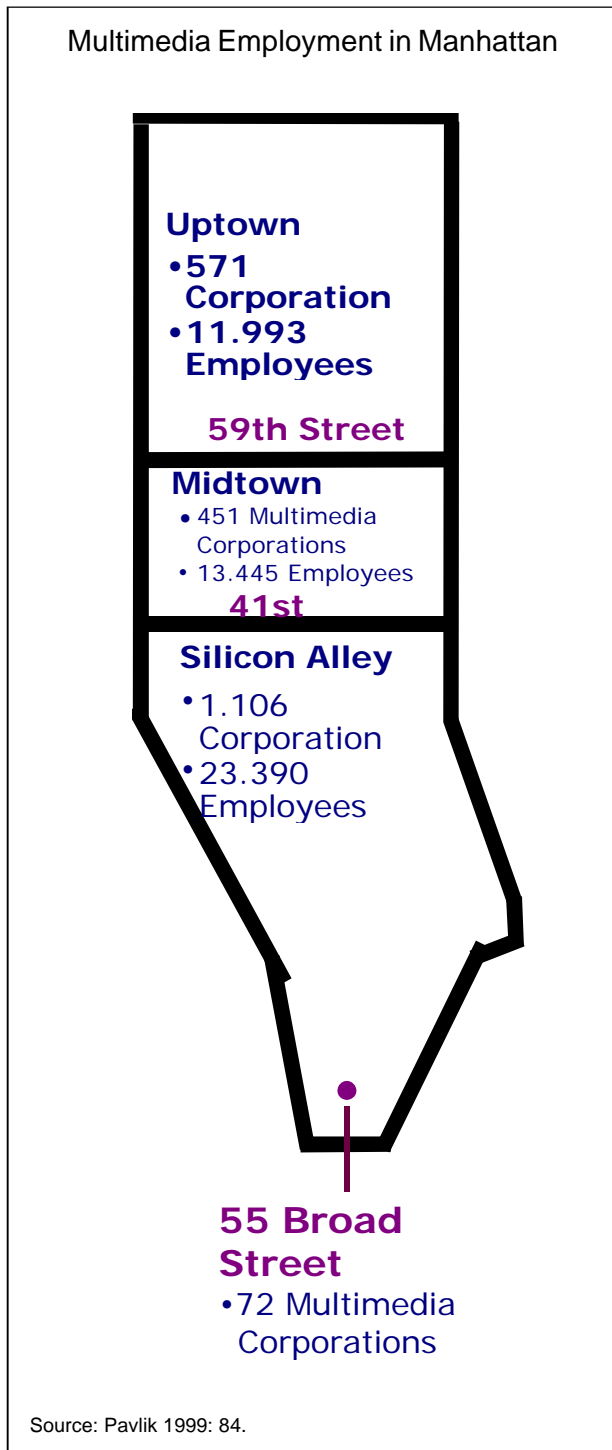 Multimedia Employment in Manhattan
Uptown
•571
Corporation
•11.993
Employees
59th Street
Midtown
• 451 Multimedia
Corporations
• 13.445 Employees
41st
Silicon Alley
• 1.106
Corporation
• 23.390
Employees
55 Broad
Street
•72 Multimedia
Corporations
Source: Pavlik 1999: 84.